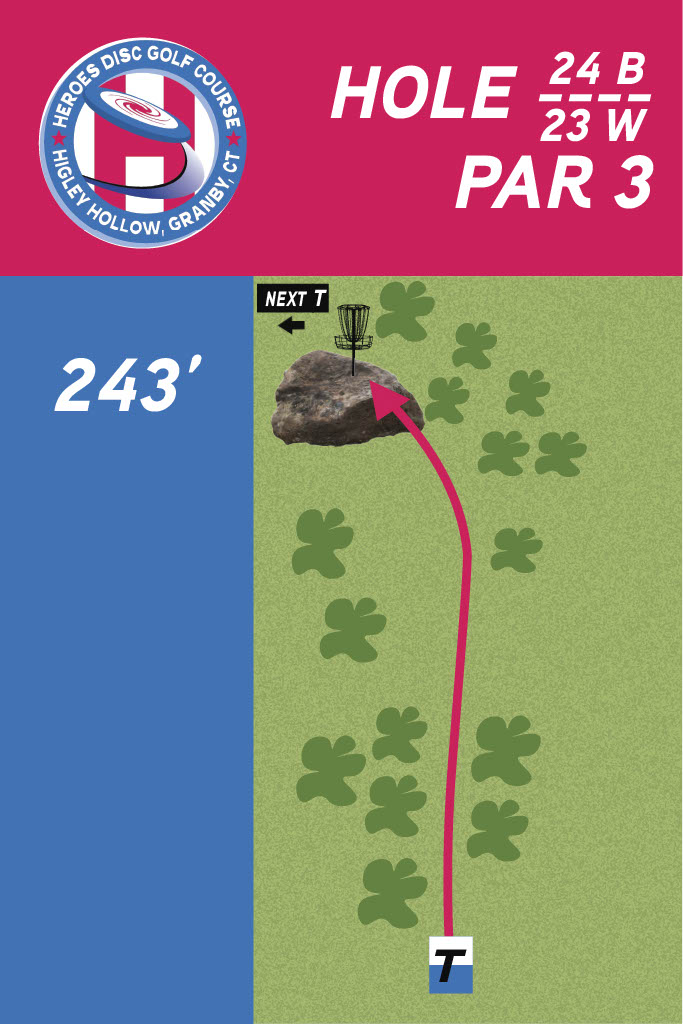 HEROES DISC GOLF COURSE
HIGLEY HOLLOW, GRANBY, CT
HOLE 24 B
23 W
PAR 3
NEXT T
243'
T